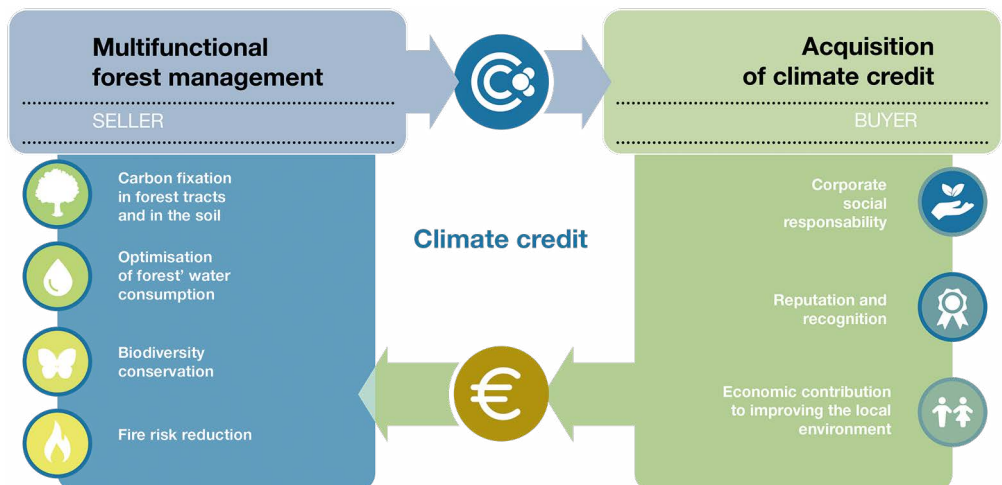 Multifunctional
forest management
SELLER
Carbon fixation
in forest tracts
and in the soil
Optimisation
of forest' water
consumption
Biodiversity
conservation
Fire risk reduction
Climate credit
€
Acquisition
of climate credit
BUYER
Corporate
social
responsability
Reputation and
recognition
Economic contribution
to improving the local
environment